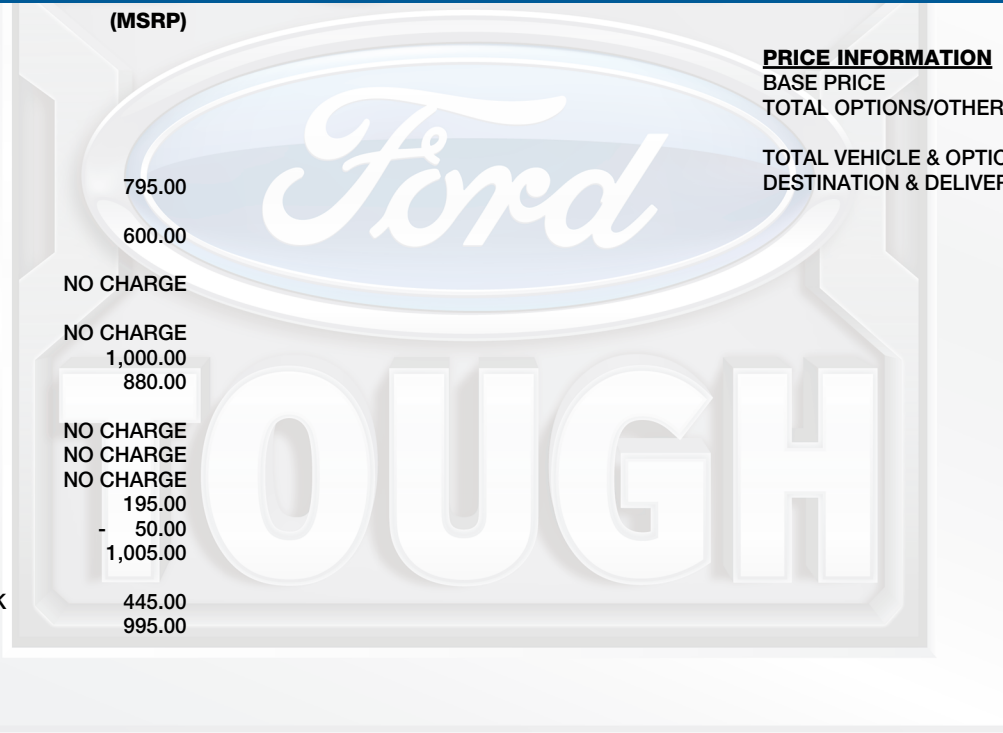 (MSRP)
795.00
600.00
NO CHARGE
NO CHARGE
1,000.00
880.00
NO CHARGE
NO CHARGE
NO CHARGE
195.00
- 50.00
1,005.00
K 445.00
995.00
PRICE INFORMATION
BASE PRICE
TOTAL OPTIONS/OTHER
TOTAL VEHICLE & OPTIO
DESTINATION & DELIVER
Ford
TOUGH